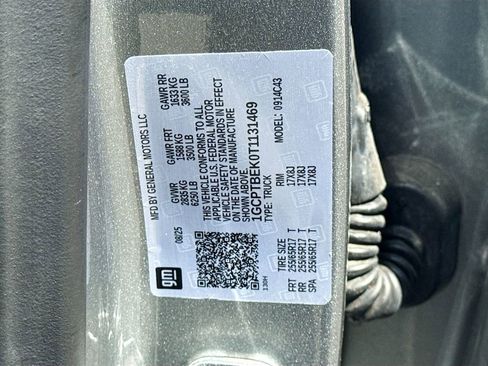 MFD BY GENERAL MOTORS LLC
08/25
GVWR GAWR FRT GAWR RR
2835 KG 1588 KG 1633 KG
6250 LB 3500 LB 3600 LB
THIS VEHICLE CONFORMS TO ALL
APPLICABLE U.S. FEDERAL MOTOR
VEHICLE SAFETY STANDARDS IN EFFECT
ON THE DATE OF MANUFACTURE
SHOWN ABOVE.
1GCPTBEK0T1131469
TYPE: TRUCK MODEL: 0914C43
TIRE SIZE RIM
FRT 255/65R17 T 17X8J
RR 255/65R17 T 17X8J
SPA 255/65R17 T 17X8J
gm